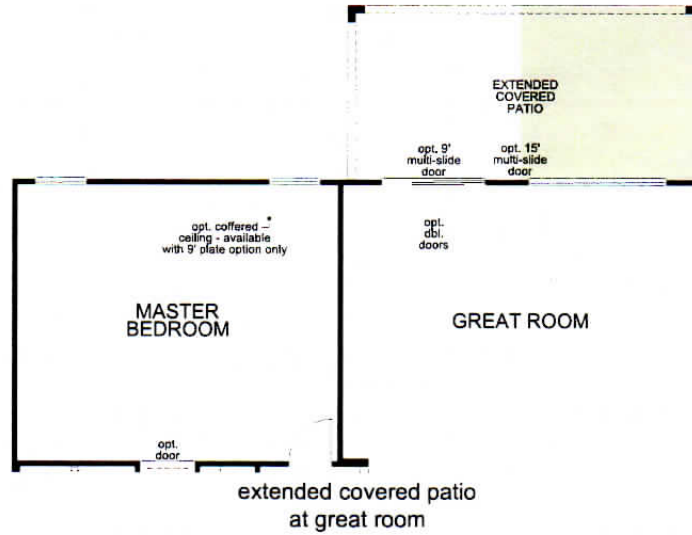 EXTENDED
COVERED
PATIO
opt. 9'
multi-slide
door
opt. 15'
multi-slide
door
opt. coffered –
ceiling - available
with 9' plate option only
opt.
dbl.
doors
MASTER
BEDROOM
GREAT ROOM
opt.
door
extended covered patio
at great room